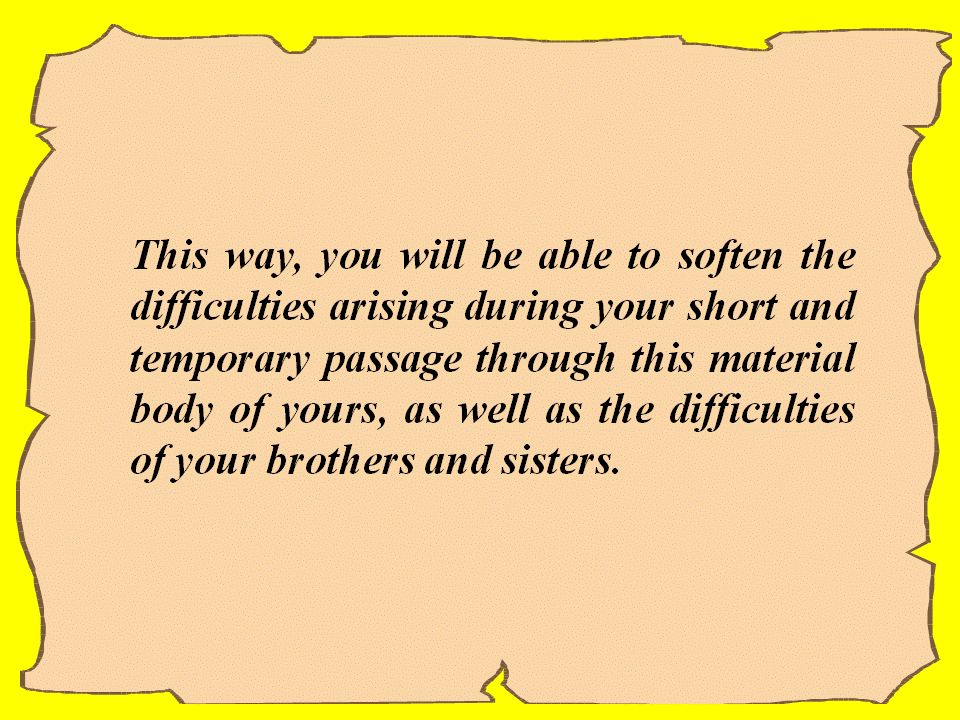 This way, you will be able to soften the
difficulties arising during your short and
temporary passage through this material
body of yours, as well as the difficulties
of your brothers and sisters.